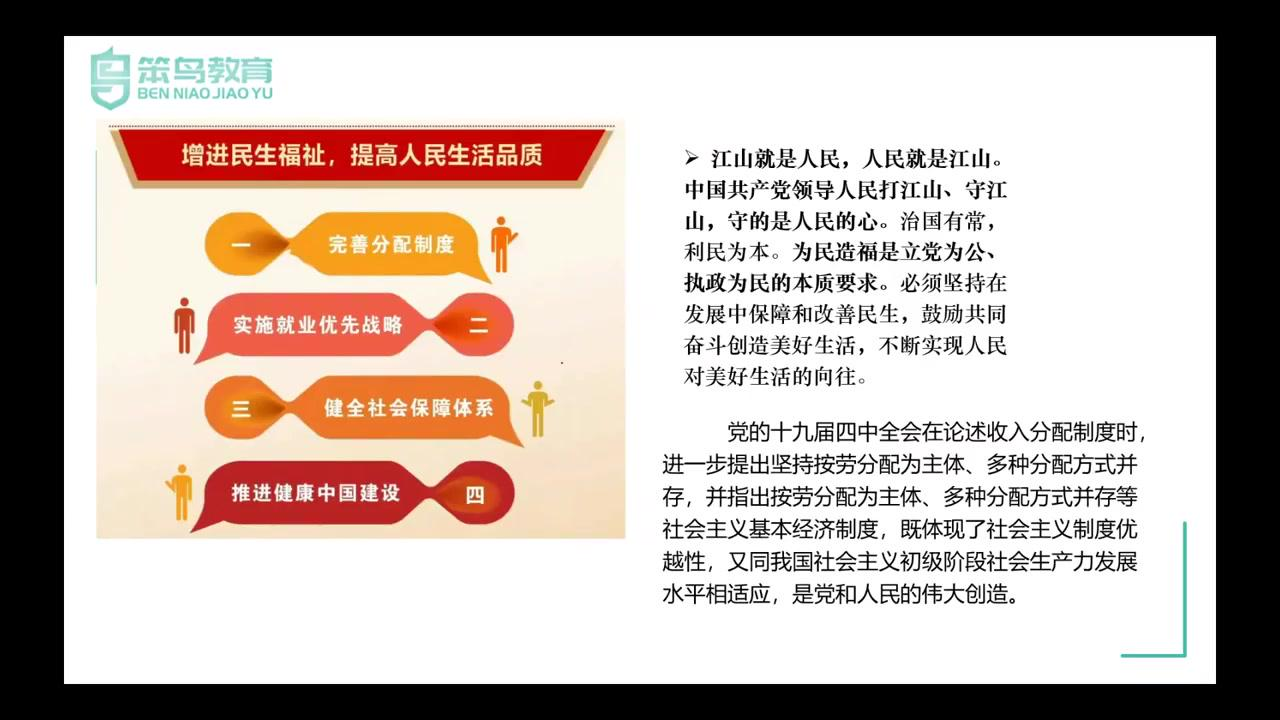 笨鸟教育
BEN NIAO JIAO YU
增进民生福祉，提高人民生活品质
一 完善分配制度
实施就业优先战略 二
三 健全社会保障体系
推进健康中国建设 四
➢ 江山就是人民，人民就是江山。
中国共产党领导人民打江山、守江
山，守的是人民的心。治国有常，
利民为本。为民造福是立党为公、
执政为民的本质要求。必须坚持在
发展中保障和改善民生，鼓励共同
奋斗创造美好生活，不断实现人民
对美好生活的向往。
党的十九届四中全会在论述收入分配制度时，
进一步提出坚持按劳分配为主体、多种分配方式并
存，并指出按劳分配为主体、多种分配方式并存等
社会主义基本经济制度，既体现了社会主义制度优
越性，又同我国社会主义初级阶段社会生产力发展
水平相适应，是党和人民的伟大创造。